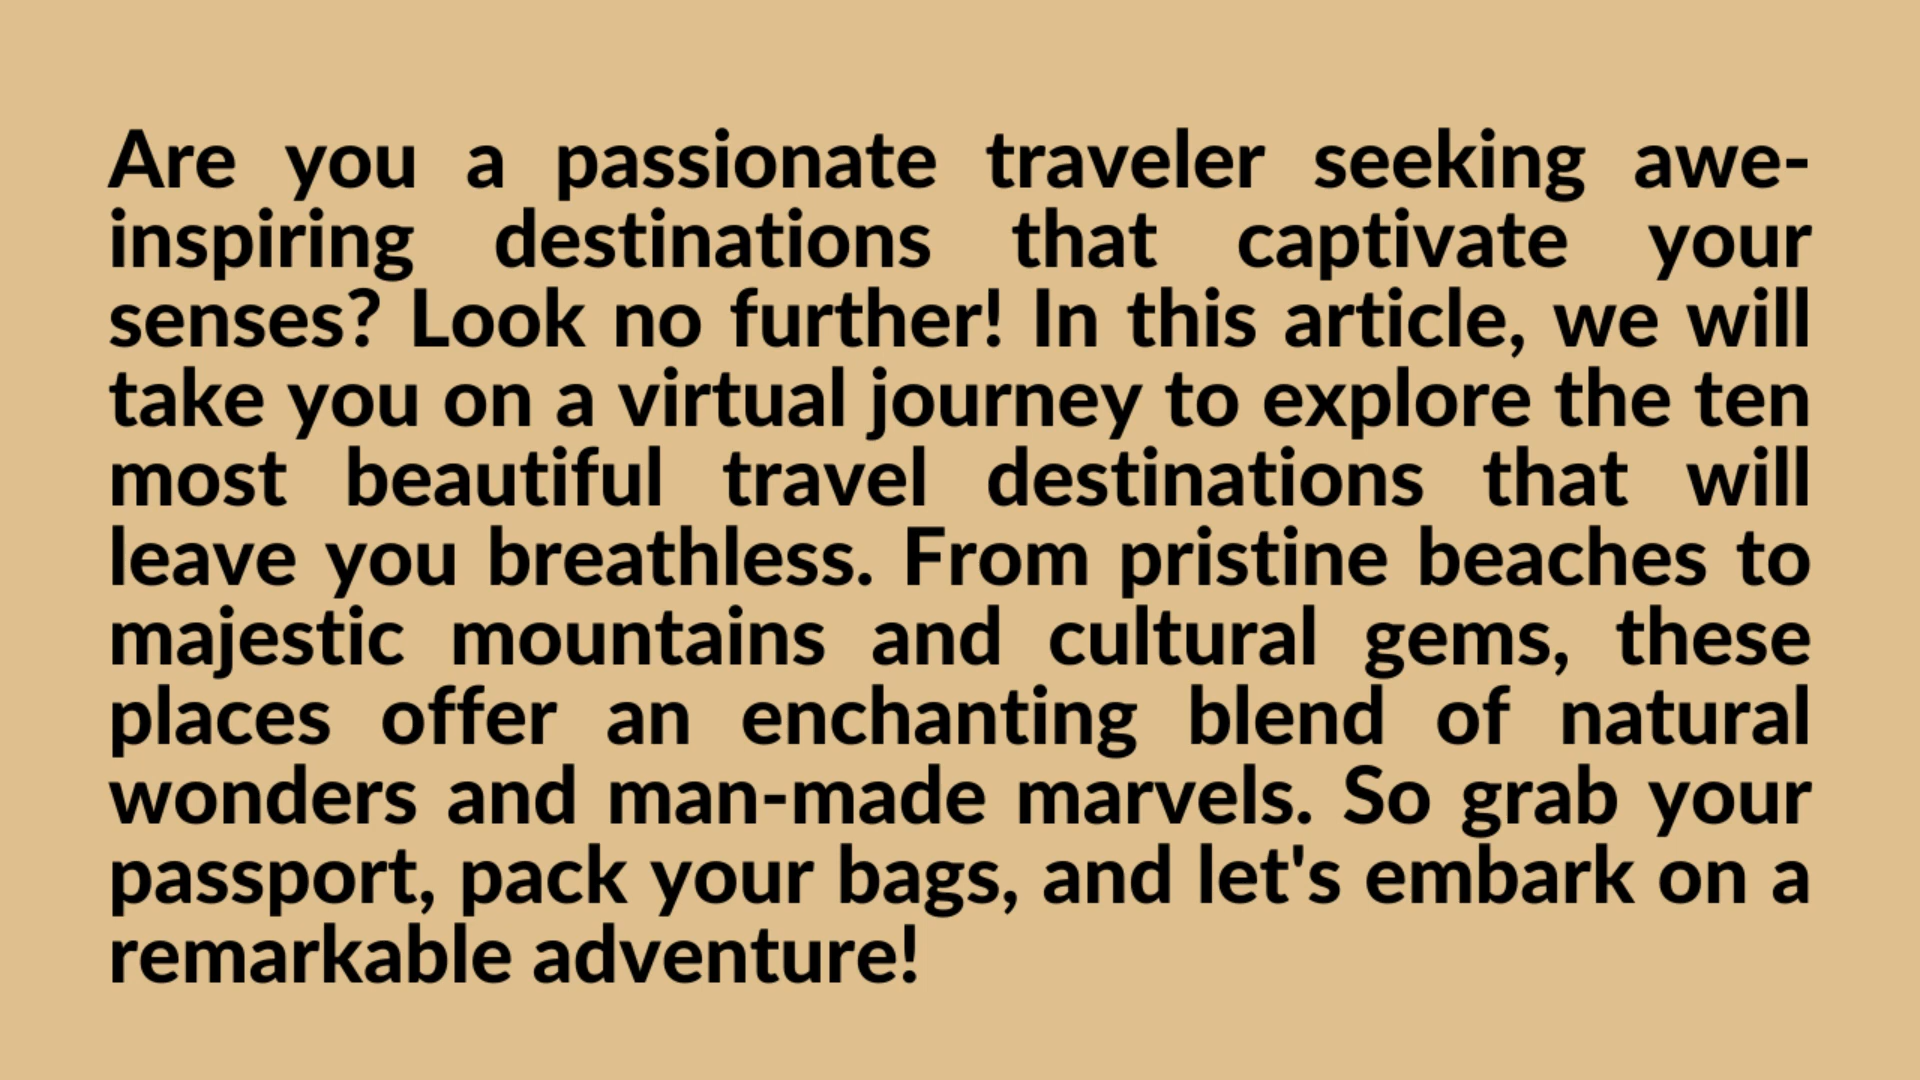 Are you a passionate traveler seeking awe-
inspiring destinations that captivate your
senses? Look no further! In this article, we will
take you on a virtual journey to explore the ten
most beautiful travel destinations that will
leave you breathless. From pristine beaches to
majestic mountains and cultural gems, these
places offer an enchanting blend of natural
wonders and man-made marvels. So grab your
passport, pack your bags, and let's embark on a
remarkable adventure!